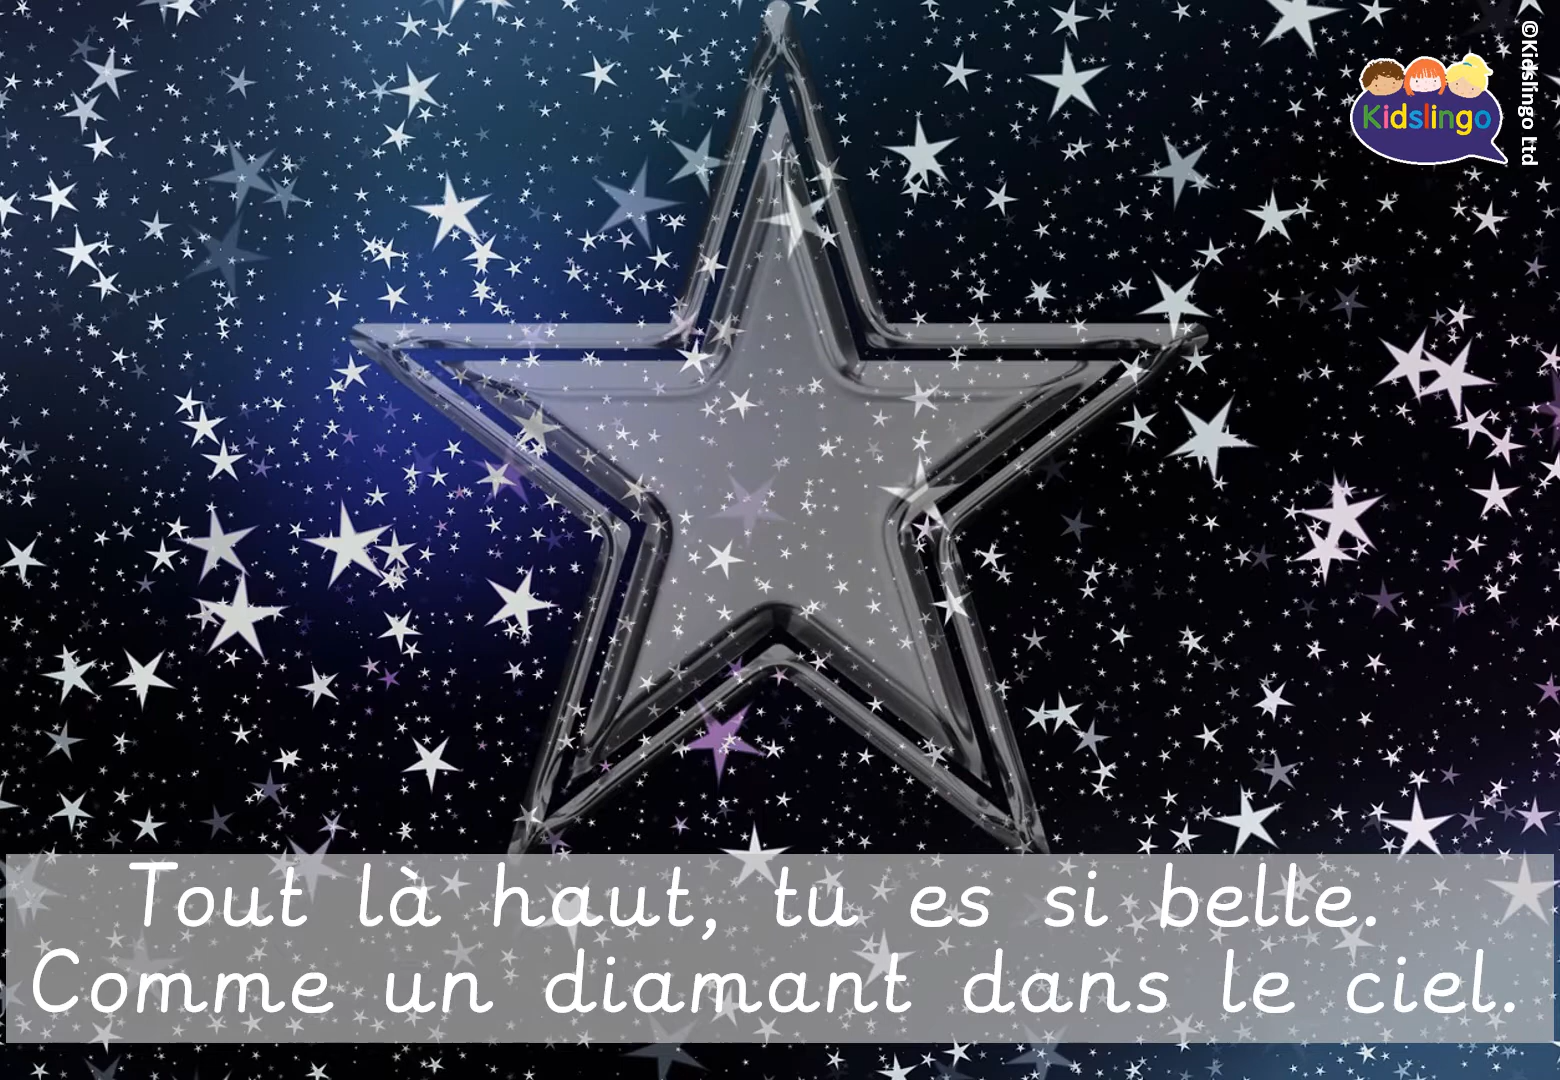 ©Kidslingo Ltd
Kidslingo
Tout là haut, tu es si belle.
Comme un diamant dans le ciel.